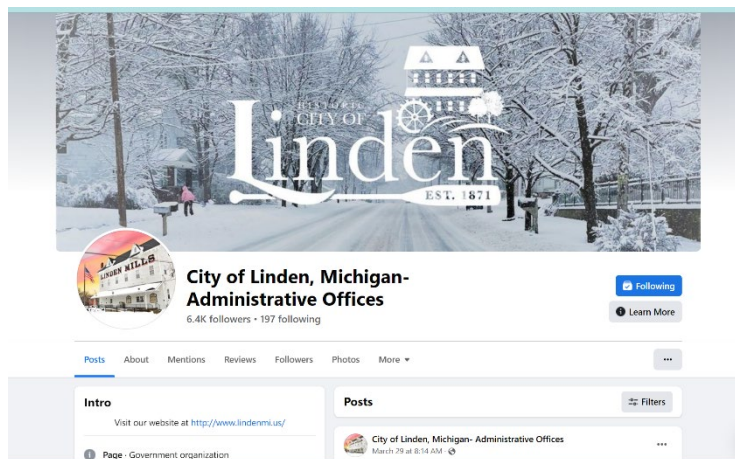 HISTORIC
CITY OF
Linden
EST. 1871
LINDEN MILLS
City of Linden, Michigan-
Administrative Offices
6.4K followers • 197 following
Following
Learn More
Posts About Mentions Reviews Followers Photos More
Intro
Visit our website at http://www.lindenmi.us/
Page · Government organization
Posts
Filters
City of Linden, Michigan- Administrative Offices
March 29 at 8:14 AM ·